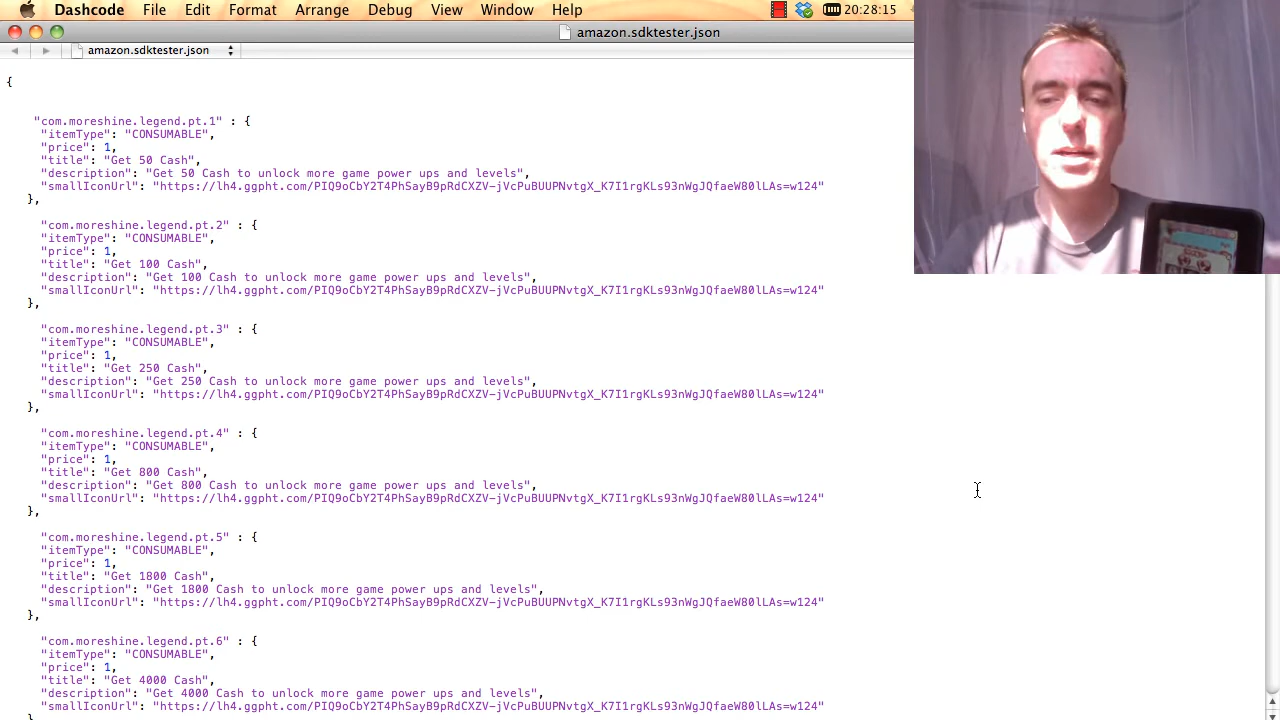 Dashcode File Edit Format Arrange Debug View Window Help 20:28:15
amazon.sdktester.json
amazon.sdktester.json
{
"com.moreshine.legend.pt.1" : {
"itemType": "CONSUMABLE",
"price": 1,
"title": "Get 50 Cash",
"description": "Get 50 Cash to unlock more game power ups and levels",
"smallIconUrl": "https://lh4.ggpht.com/PIQ9oCbY2T4PhSayB9pRdCXZV-jVcPuBUUPNvtgX_K7I1rgKLs93nWgJQfaeW80lLAs=w124"
},
"com.moreshine.legend.pt.2" : {
"itemType": "CONSUMABLE",
"price": 1,
"title": "Get 100 Cash",
"description": "Get 100 Cash to unlock more game power ups and levels",
"smallIconUrl": "https://lh4.ggpht.com/PIQ9oCbY2T4PhSayB9pRdCXZV-jVcPuBUUPNvtgX_K7I1rgKLs93nWgJQfaeW80lLAs=w124"
},
"com.moreshine.legend.pt.3" : {
"itemType": "CONSUMABLE",
"price": 1,
"title": "Get 250 Cash",
"description": "Get 250 Cash to unlock more game power ups and levels",
"smallIconUrl": "https://lh4.ggpht.com/PIQ9oCbY2T4PhSayB9pRdCXZV-jVcPuBUUPNvtgX_K7I1rgKLs93nWgJQfaeW80lLAs=w124"
},
"com.moreshine.legend.pt.4" : {
"itemType": "CONSUMABLE",
"price": 1,
"title": "Get 800 Cash",
"description": "Get 800 Cash to unlock more game power ups and levels",
"smallIconUrl": "https://lh4.ggpht.com/PIQ9oCbY2T4PhSayB9pRdCXZV-jVcPuBUUPNvtgX_K7I1rgKLs93nWgJQfaeW80lLAs=w124"
},
"com.moreshine.legend.pt.5" : {
"itemType": "CONSUMABLE",
"price": 1,
"title": "Get 1800 Cash",
"description": "Get 1800 Cash to unlock more game power ups and levels",
"smallIconUrl": "https://lh4.ggpht.com/PIQ9oCbY2T4PhSayB9pRdCXZV-jVcPuBUUPNvtgX_K7I1rgKLs93nWgJQfaeW80lLAs=w124"
},
"com.moreshine.legend.pt.6" : {
"itemType": "CONSUMABLE",
"price": 1,
"title": "Get 4000 Cash",
"description": "Get 4000 Cash to unlock more game power ups and levels",
"smallIconUrl": "https://lh4.ggpht.com/PIQ9oCbY2T4PhSayB9pRdCXZV-jVcPuBUUPNvtgX_K7I1rgKLs93nWgJQfaeW80lLAs=w124"
},